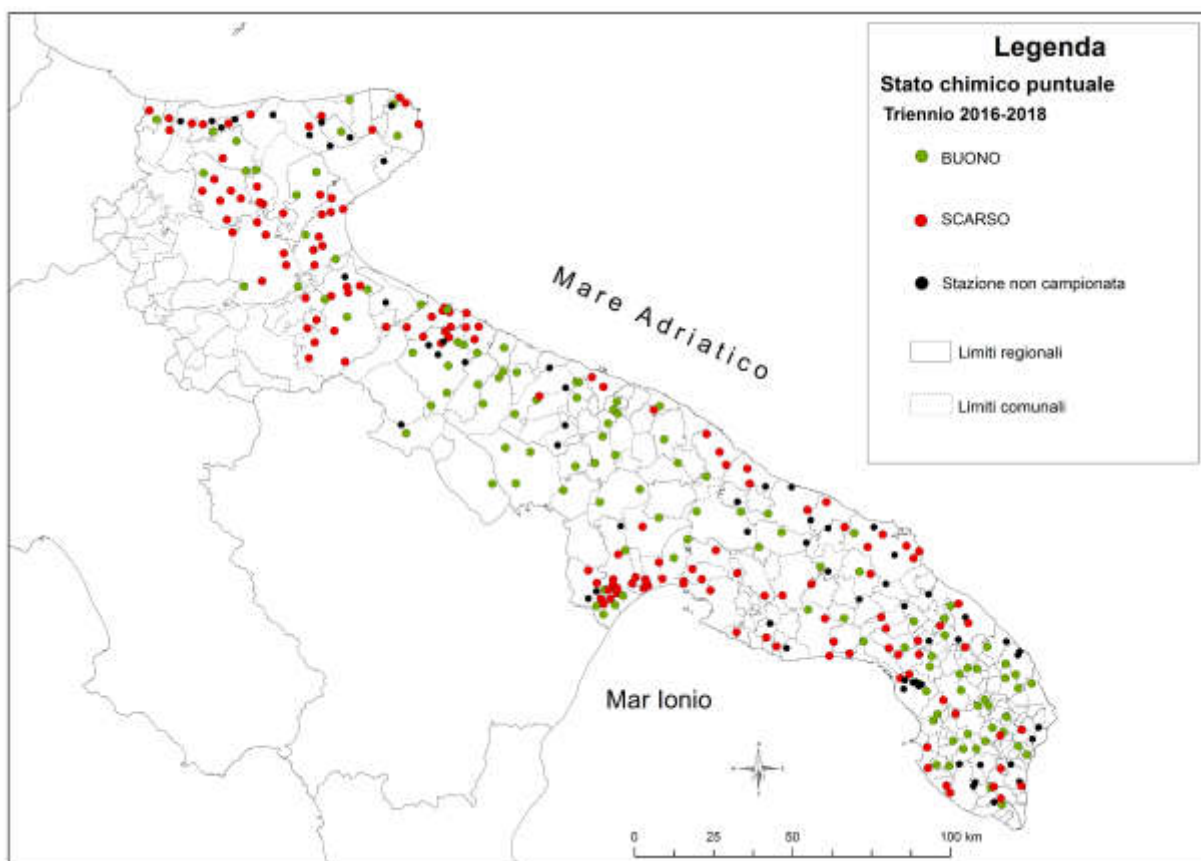 Legenda
Stato chimico puntuale
Triennio 2016-2018
BUONO
SCARSO
Stazione non campionata
Limiti regionali
Limiti comunali
Mare Adriatico
Mar Ionio
0 25 50 100 km